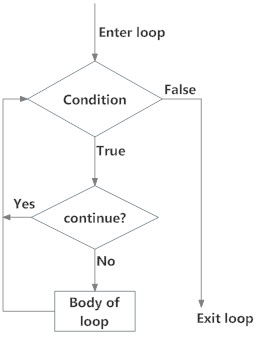 Enter loop
Condition
False
True
Yes
continue?
No
Body of
loop
Exit loop